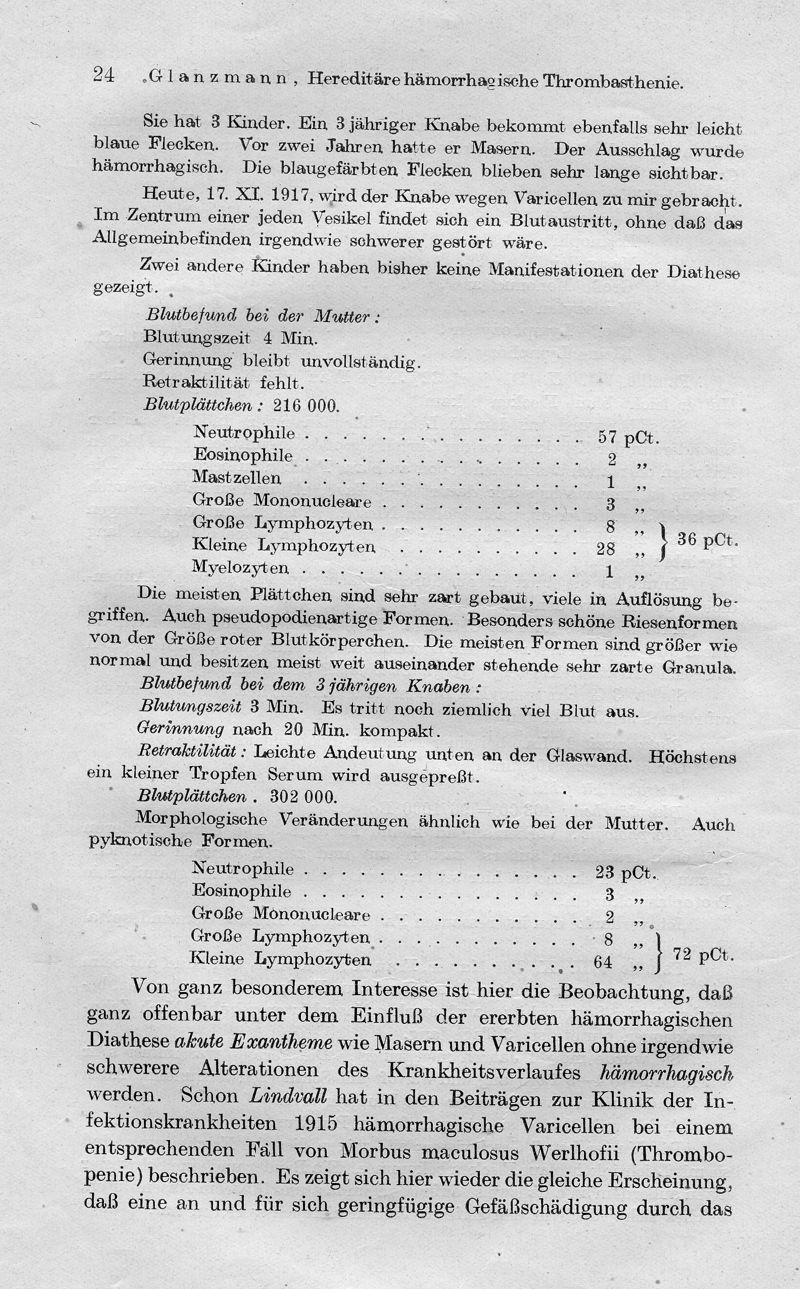 24 Glanzmann, Hereditäre hämorrhagische Thrombasthenie.
Sie hat 3 Kinder. Ein 3 jähriger Knabe bekommt ebenfalls sehr leicht
blaue Flecken. Vor zwei Jahren hatte er Masern. Der Ausschlag wurde
hämorrhagisch. Die blaugefärbten Flecken blieben sehr lange sichtbar.
Heute, 17. XI. 1917, wird der Knabe wegen Varicellen zu mir gebracht.
Im Zentrum einer jeden Vesikel findet sich ein Blutaustritt, ohne daß das
Allgemeinbefinden irgendwie schwerer gestört wäre.
Zwei andere Kinder haben bisher keine Manifestationen der Diathese
gezeigt.
Blutbefund bei der Mutter:
Blutungszeit 4 Min.
Gerinnung bleibt unvollständig.
Retraktilität fehlt.
Blutplättchen: 216 000.
Neutrophile . . . . . . . . . . . . . . . 57 pCt.
Eosinophile . . . . . . . . . . . . . . . 2 „
Mastzellen . . . . . . . . . . . . . . . 1 „
Große Mononucleare . . . . . . . . . . . 3 „
Große Lymphozyten . . . . . . . . . . . 8 „
Kleine Lymphozyten . . . . . . . . . . 28 „ } 36 pCt.
Myelozyten . . . . . . . . . . . . . . . 1 „
Die meisten Plättchen sind sehr zart gebaut, viele in Auflösung be-
griffen. Auch pseudopodienartige Formen. Besonders schöne Riesenformen
von der Größe roter Blutkörperchen. Die meisten Formen sind größer wie
normal und besitzen meist weit auseinander stehende sehr zarte Granula.
Blutbefund bei dem 3 jährigen Knaben:
Blutungszeit 3 Min. Es tritt noch ziemlich viel Blut aus.
Gerinnung nach 20 Min. kompakt.
Retraktilität: Leichte Andeutung unten an der Glaswand. Höchstens
ein kleiner Tropfen Serum wird ausgepreßt.
Blutplättchen . 302 000.
Morphologische Veränderungen ähnlich wie bei der Mutter. Auch
pyknotische Formen.
Neutrophile . . . . . . . . . . . . . . . 23 pCt.
Eosinophile . . . . . . . . . . . . . . . 3 „
Große Mononucleare . . . . . . . . . . . 2 „
Große Lymphozyten . . . . . . . . . . . 8 „
Kleine Lymphozyten . . . . . . . . . . 64 „ } 72 pCt.
Von ganz besonderem Interesse ist hier die Beobachtung, daß
ganz offenbar unter dem Einfluß der ererbten hämorrhagischen
Diathese akute Exantheme wie Masern und Varicellen ohne irgendwie
schwerere Alterationen des Krankheitsverlaufes hämorrhagisch
werden. Schon Lindvall hat in den Beiträgen zur Klinik der In-
fektionskrankheiten 1915 hämorrhagische Varicellen bei einem
entsprechenden Fall von Morbus maculosus Werlhofii (Thrombo-
penie) beschrieben. Es zeigt sich hier wieder die gleiche Erscheinung,
daß eine an und für sich geringfügige Gefäßschädigung durch das